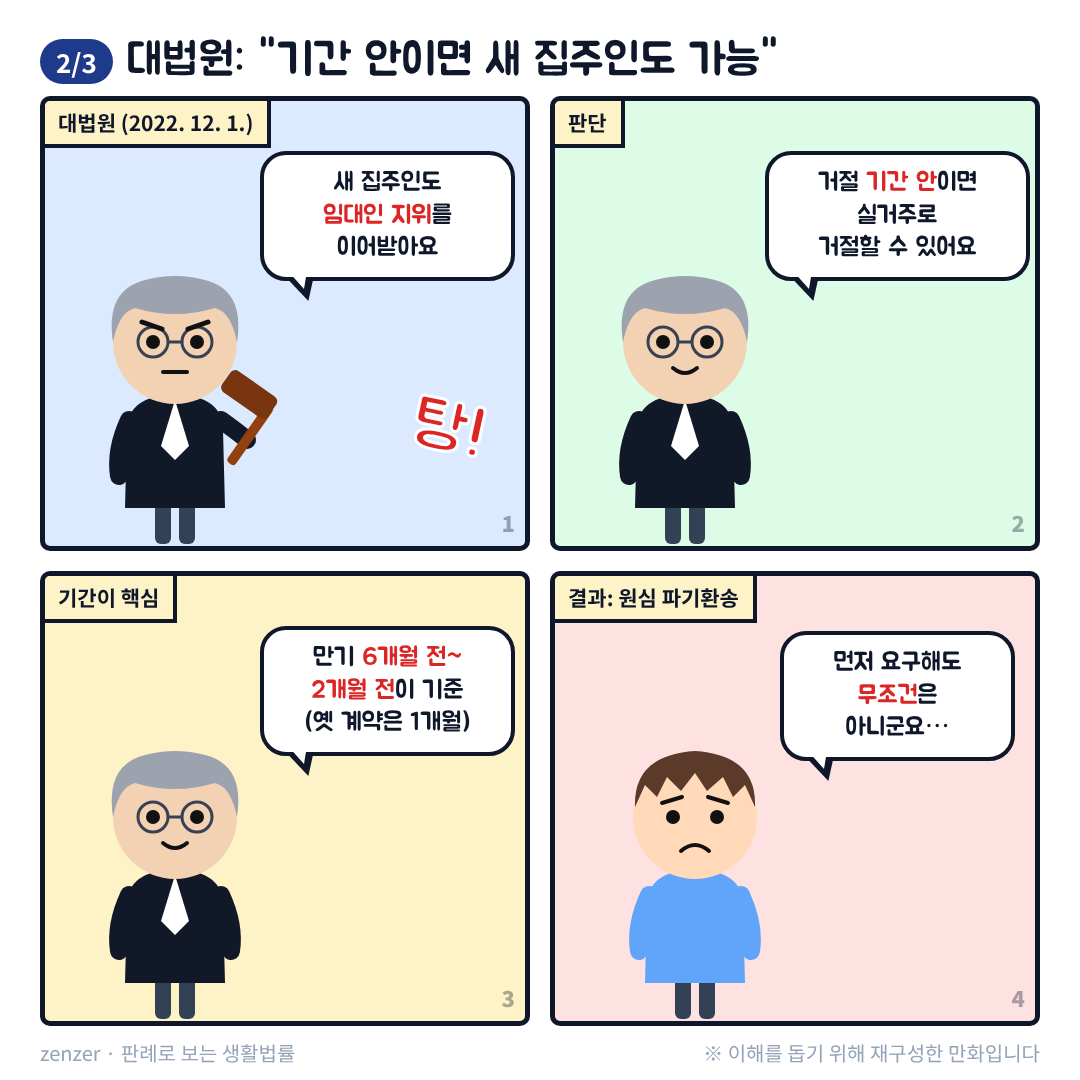 2/3 대법원: "기간 안이면 새 집주인도 가능"
대법원 (2022. 12. 1.)
새 집주인도
임대인 지위를
이어받아요
탕!
1
판단
거절 기간 안이면
실거주로
거절할 수 있어요
2
기간이 핵심
만기 6개월 전~
2개월 전이 기준
(옛 계약은 1개월)
3
결과: 원심 파기환송
먼저 요구해도
무조건은
아니군요…
4
zenzer · 판례로 보는 생활법률
※ 이해를 돕기 위해 재구성한 만화입니다